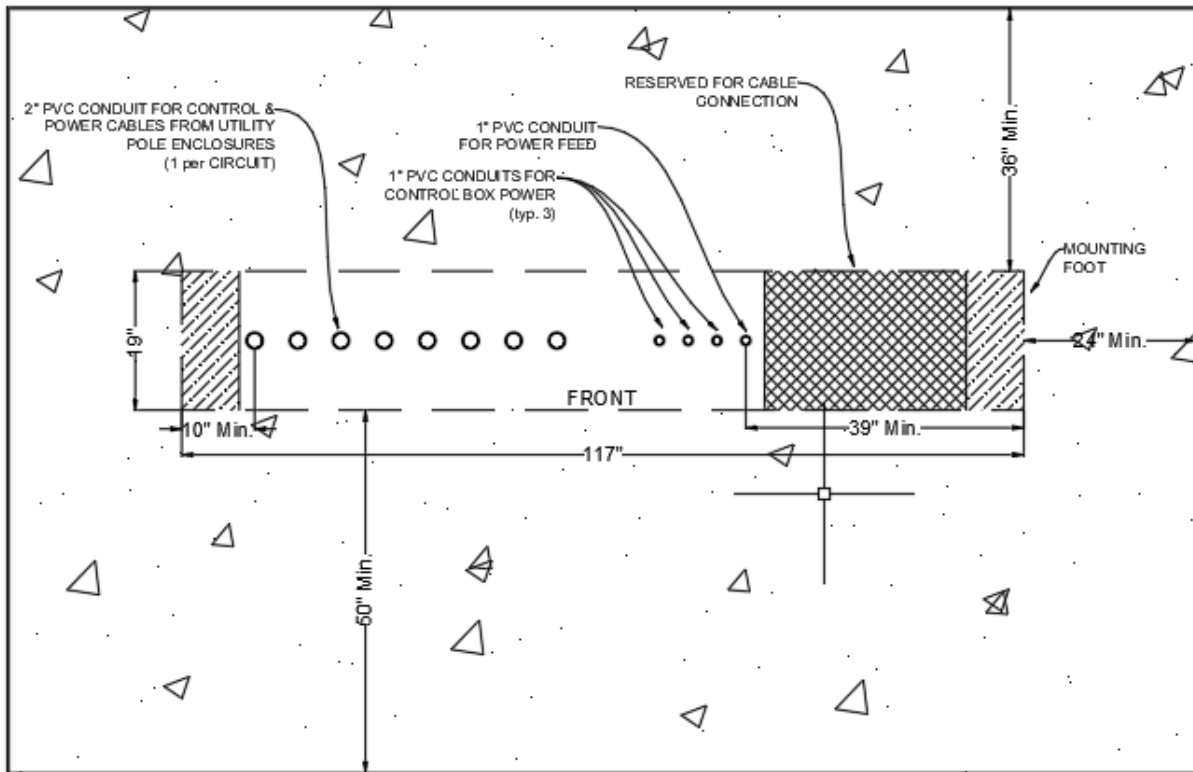 36" Min.
RESERVED FOR CABLE
GONNECTION
2" PVC CONDUIT FOR CONTROL &
POWER CABLES FROM UTILITY
POLE ENCLOSURES
(1 per CIRCUIT)
1" PVC CONDUIT
FOR POWER FEED
1" PVC CONDUITS FOR
CONTROL BOX POWER
(typ. 3)
MOUNTING
FOOT
19"
24" Min.
FRONT
10" Min.
39" Min.
117"
50" Min.